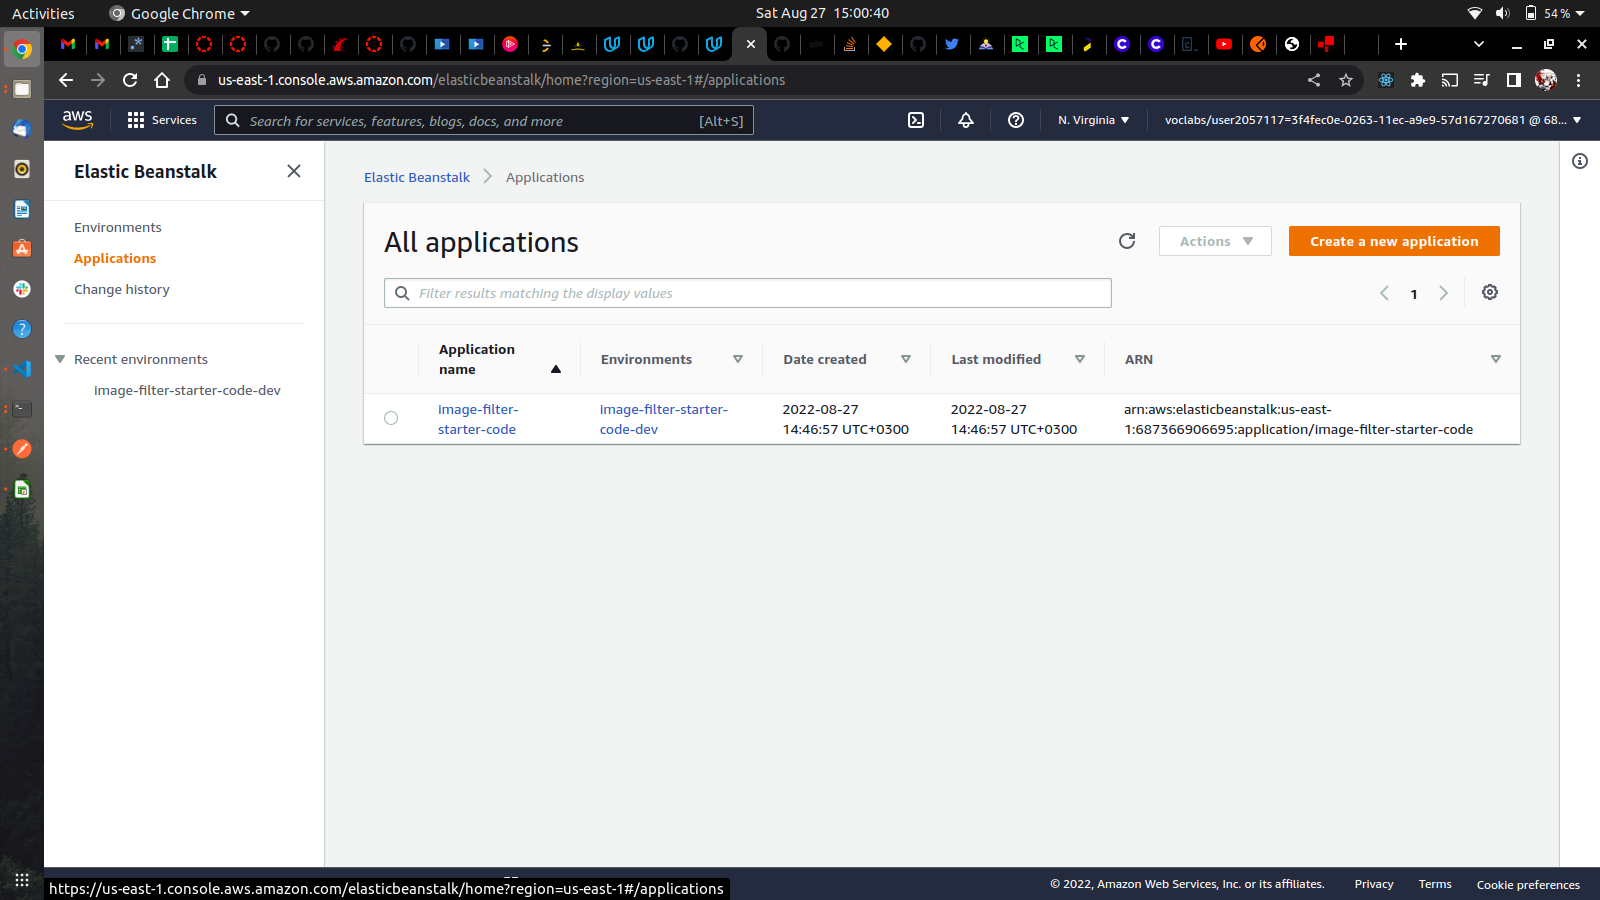 Activities
Google Chrome
Sat Aug 27 15:00:40
54 %
us-east-1.console.aws.amazon.com/elasticbeanstalk/home?region=us-east-1#/applications
aws
Services
Search for services, features, blogs, docs, and more
[Alt+S]
N. Virginia
voclabs/user2057117=3f4fec0e-0263-11ec-a9e9-57d167270681 @ 68...
Elastic Beanstalk
Environments
Applications
Change history
Recent environments
image-filter-starter-code-dev
Elastic Beanstalk
Applications
All applications
Actions
Create a new application
Filter results matching the display values
1
Application
name
Environments
Date created
Last modified
ARN
image-filter-
starter-code
image-filter-starter-
code-dev
2022-08-27
14:46:57 UTC+0300
2022-08-27
14:46:57 UTC+0300
arn:aws:elasticbeanstalk:us-east-
1:687366906695:application/image-filter-starter-code
https://us-east-1.console.aws.amazon.com/elasticbeanstalk/home?region=us-east-1#/applications
© 2022, Amazon Web Services, Inc. or its affiliates.
Privacy
Terms
Cookie preferences